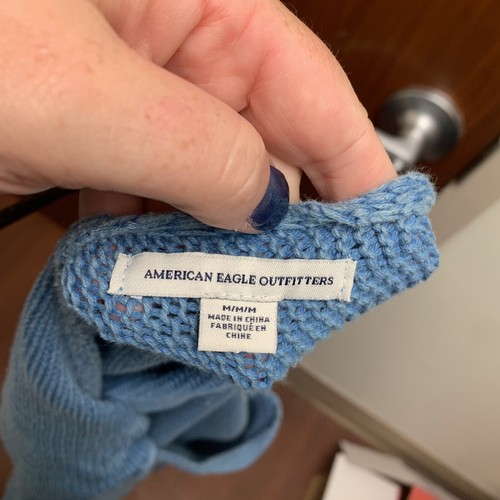 AMERICAN EAGLE OUTFITTERS
M/M/M
MADE IN CHINA
FABRIQUÉ EN
CHINE